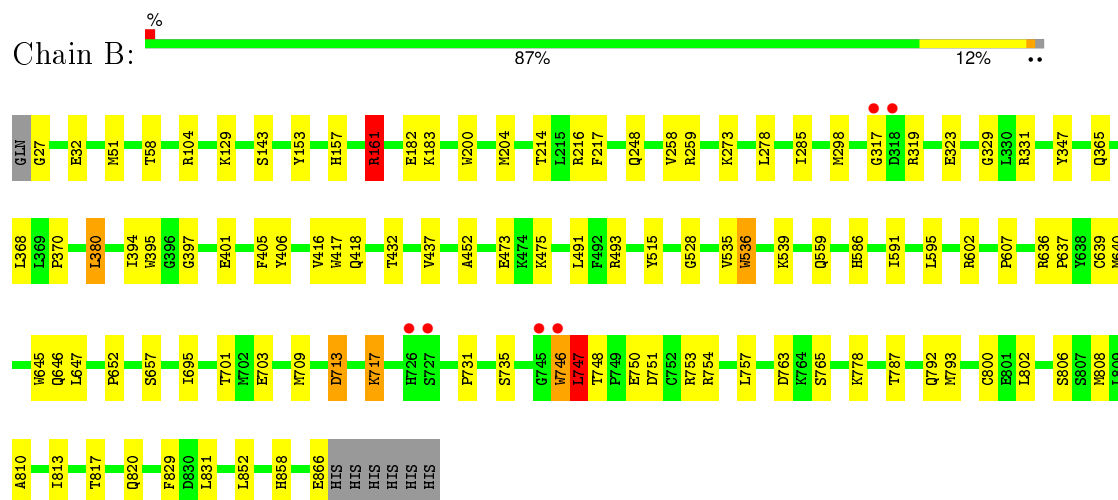 %
Chain B:
87%
12%
••
GLN G27 E32 M51 T58 R104 K129 S143 Y153 H157 R161 E182 K183 W200 M204 T214 L215 R216 F217 Q248 V258 R259 K273 L278 I285 M298 G317 D318 R319 E323 G329 L330 R331 Y347 Q365
L368 L369 P370 L380 I394 W395 G396 G397 E401 F405 Y406 V416 W417 Q418 T432 V437 A452 E473 K474 K475 L491 F492 R493 Y515 G528 V535 W536 K539 Q559 H586 I591 L595 R602 P607 R636 P637 Y638 C639 M640
W645 Q646 L647 P652 S657 I695 T701 M702 E703 M709 D713 K717 H726 S727 P731 S735 G745 W746 L747 T748 P749 E750 D751 C752 R753 R754 L757 D763 K764 S765 K778 T787 Q792 M793 C800 E801 L802 S806 S807 M808 L809
A810 I813 T817 Q820 F829 D830 L831 L852 H858 E866 HIS HIS HIS HIS HIS HIS